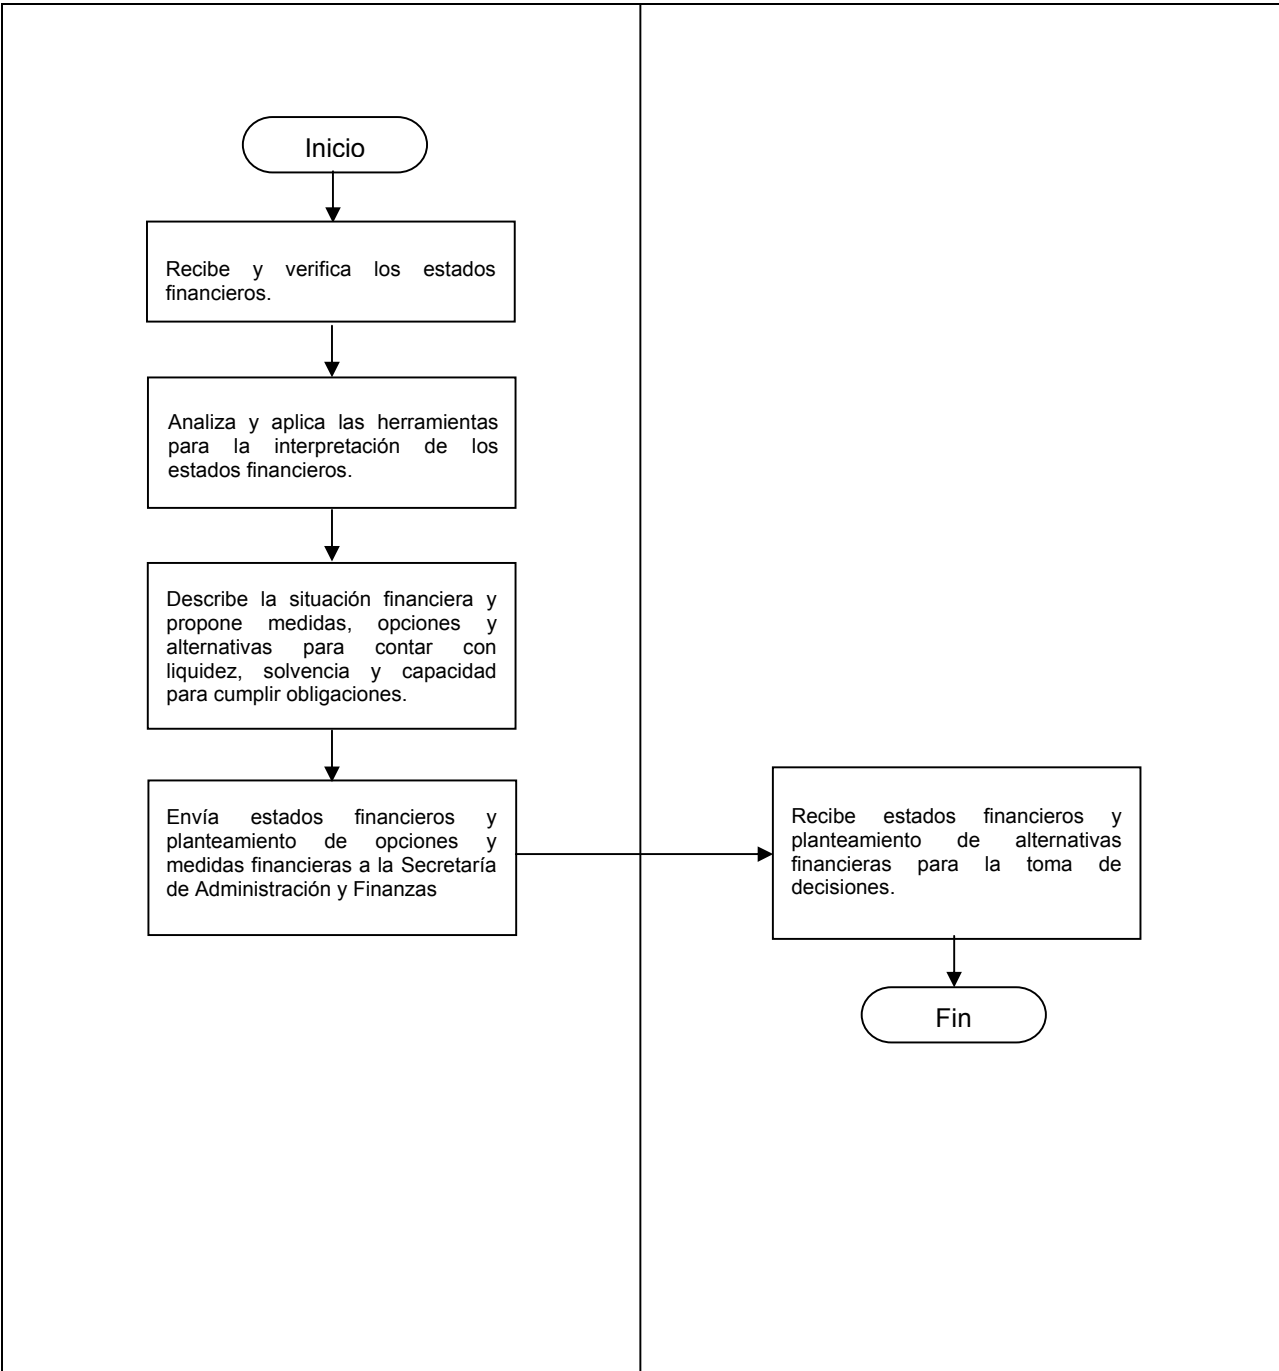 Inicio
Recibe y verifica los estados
financieros.
Analiza y aplica las herramientas
para la interpretación de los
estados financieros.
Describe la situación financiera y
propone medidas, opciones y
alternativas para contar con
liquidez, solvencia y capacidad
para cumplir obligaciones.
Envía estados financieros y
planteamiento de opciones y
medidas financieras a la Secretaría
de Administración y Finanzas
Recibe estados financieros y
planteamiento de alternativas
financieras para la toma de
decisiones.
Fin